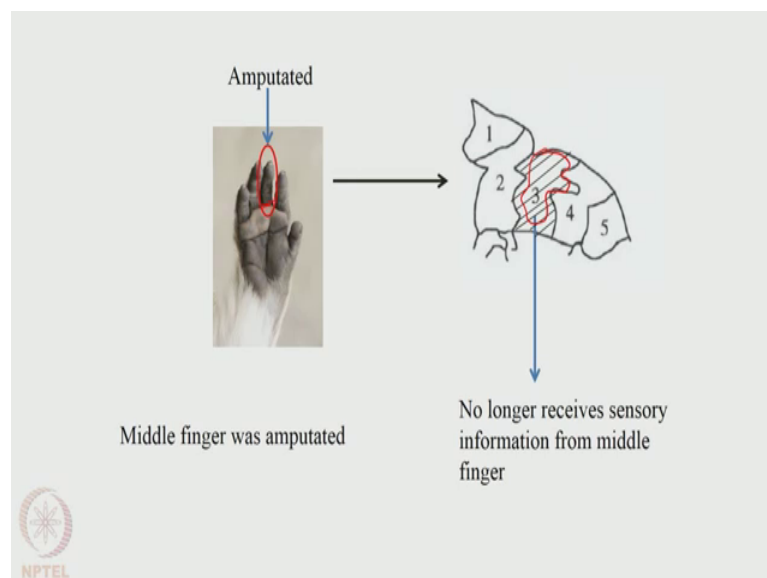 Amputated
1
2
3
4
5
Middle finger was amputated
No longer receives sensory
information from middle
finger
NPTEL